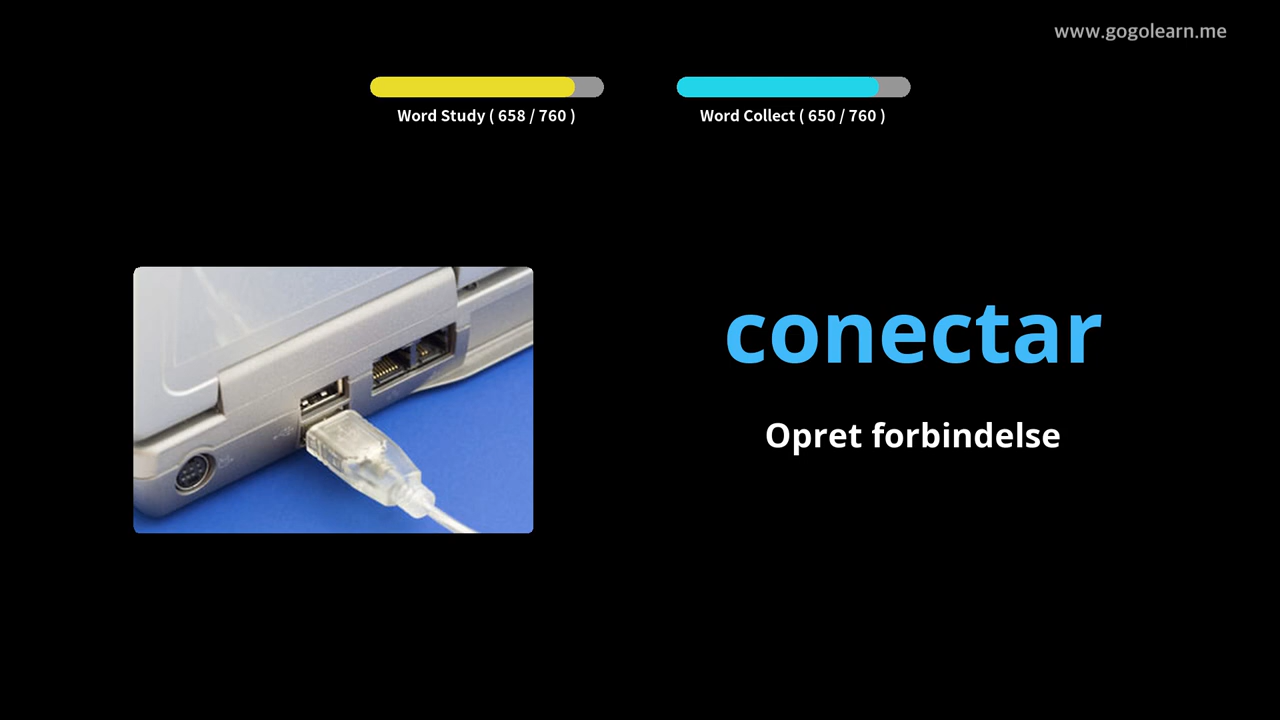 www.gogolearn.me
Word Study ( 658 / 760 )
Word Collect ( 650 / 760 )
conectar
Opret forbindelse